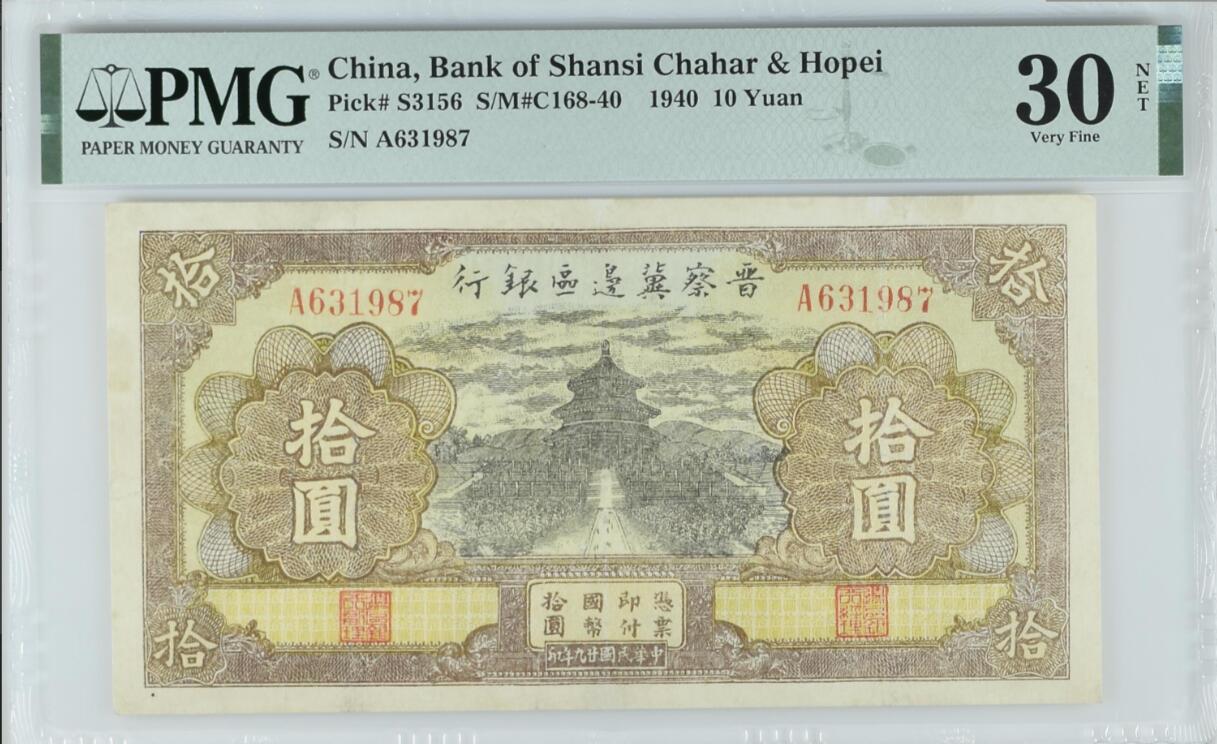 PMG®
PAPER MONEY GUARANTY
China, Bank of Shansi Chahar & Hopei
Pick# S3156 S/M#C168-40 1940 10 Yuan
S/N A631987
30
Very Fine
NET
拾
拾
晉察冀邊區銀行
A631987
A631987
拾圓
拾圓
憑票
即付
國幣
拾圓
中華民國廿九年印
拾
拾